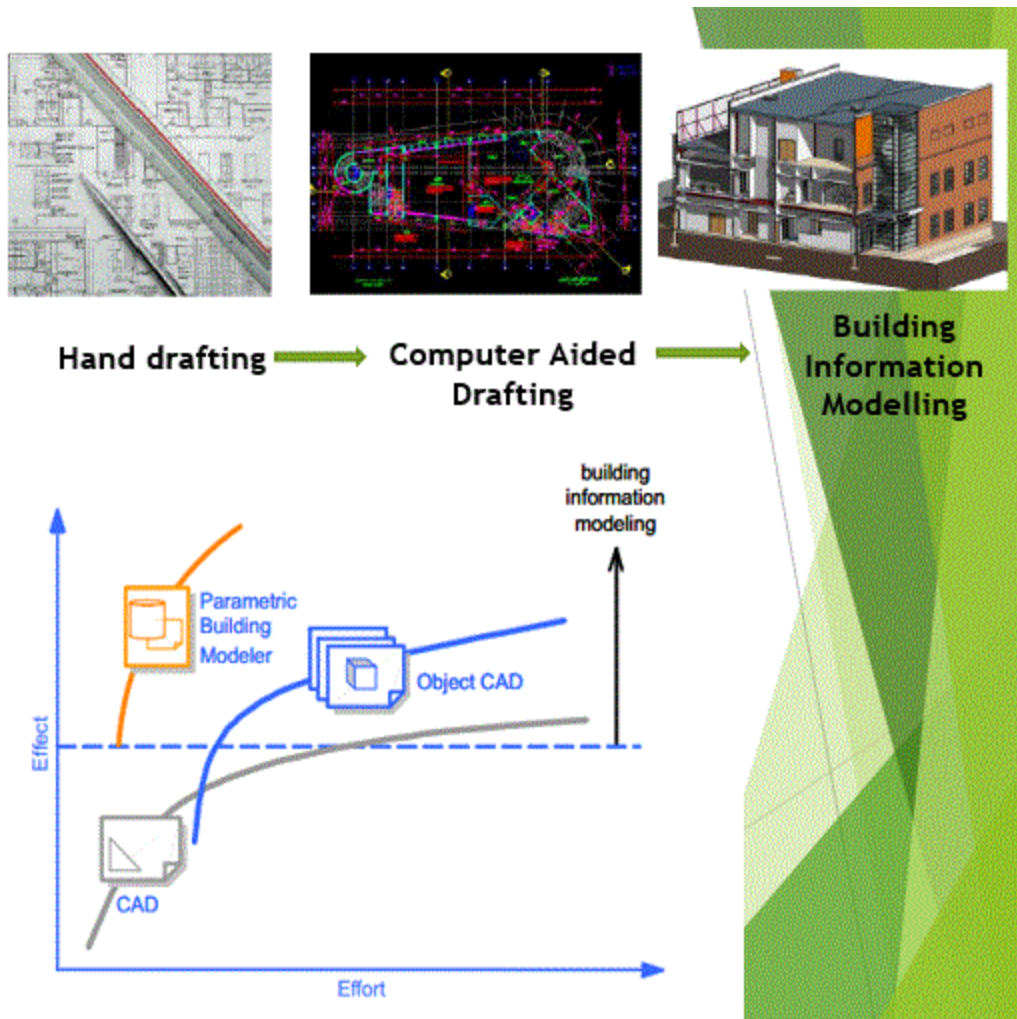 Hand drafting
Computer Aided
Drafting
Building
Information
Modelling
building
information
modeling
Parametric
Building
Modeler
Object CAD
Effect
CAD
Effort